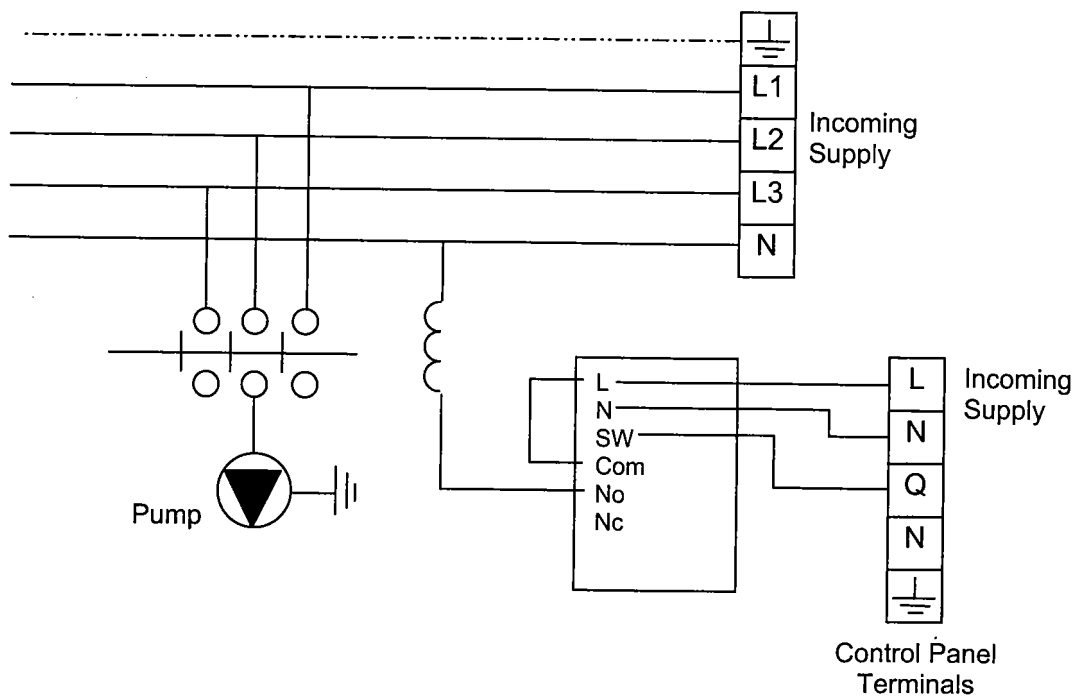 L1
L2
L3
N
Incoming
Supply
L
N
SW
Com
No
Nc
L
N
Q
N
Incoming
Supply
Pump
Control Panel
Terminals